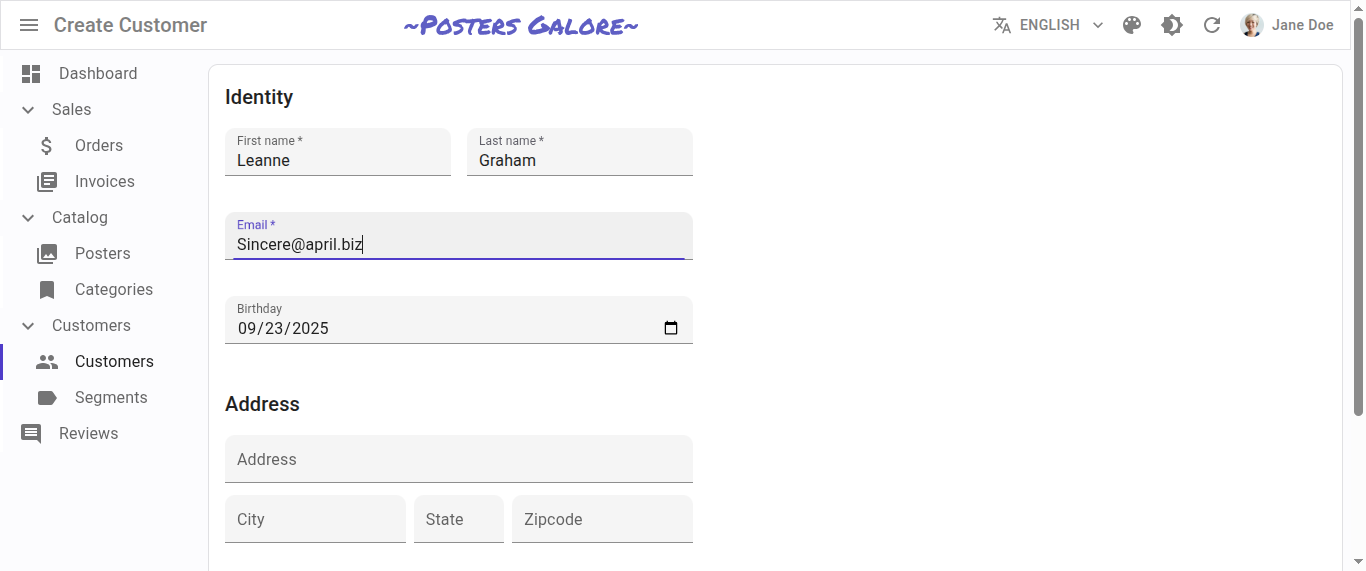 Create Customer
~Posters Galore~
ENGLISH
Jane Doe
Dashboard
Sales
Orders
Invoices
Catalog
Posters
Categories
Customers
Customers
Segments
Reviews
Identity
First name *
Leanne
Last name *
Graham
Email *
Sincere@april.biz
Birthday
09/23/2025
Address
Address
City
State
Zipcode